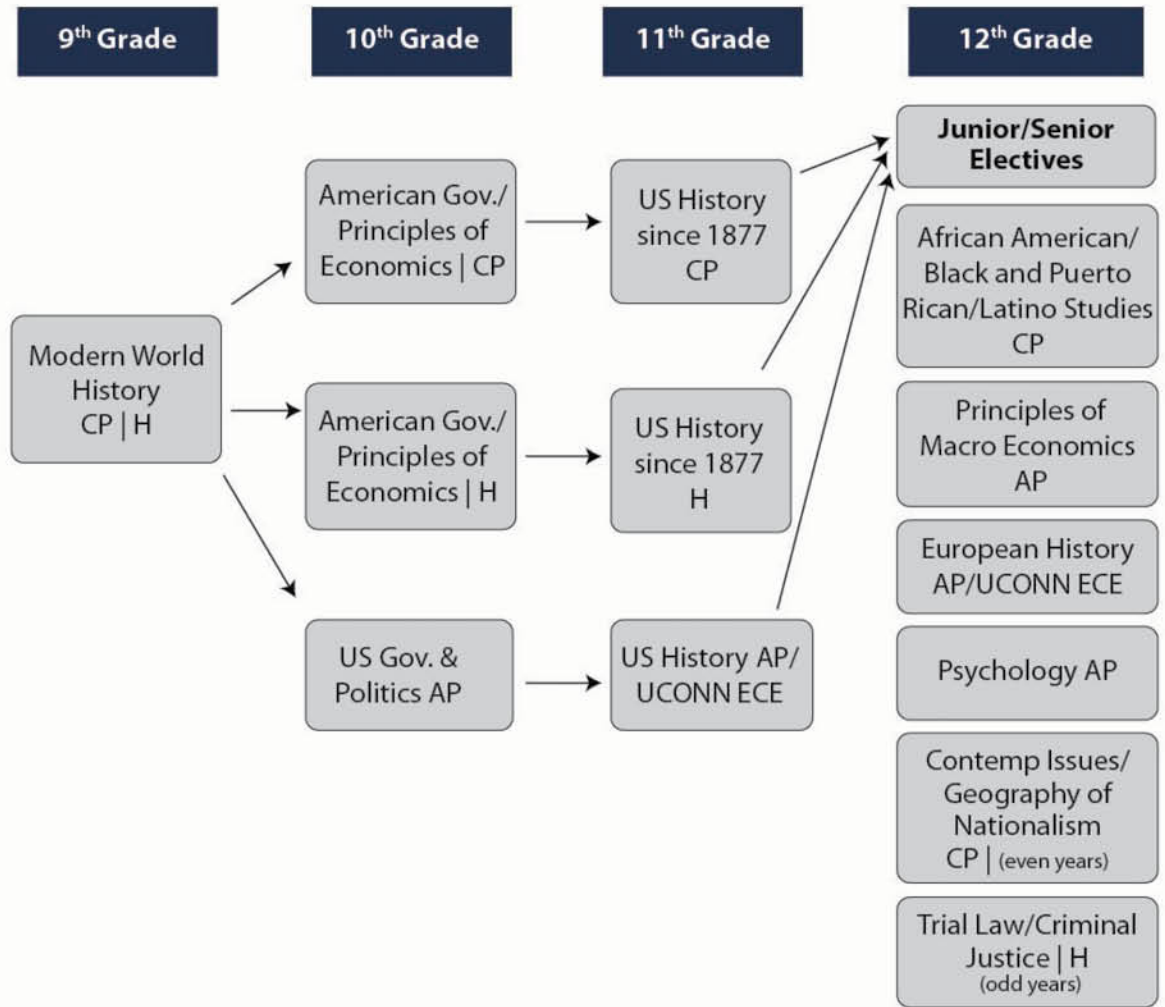 9th Grade
10th Grade
11th Grade
12th Grade
Modern World
History
CP | H
American Gov./
Principles of
Economics | CP
American Gov./
Principles of
Economics | H
US Gov. &
Politics AP
US History
since 1877
CP
US History
since 1877
H
US History AP/
UCONN ECE
Junior/Senior
Electives
African American/
Black and Puerto
Rican/Latino Studies
CP
Principles of
Macro Economics
AP
European History
AP/UCONN ECE
Psychology AP
Contemp Issues/
Geography of
Nationalism
CP | (even years)
Trial Law/Criminal
Justice | H
(odd years)